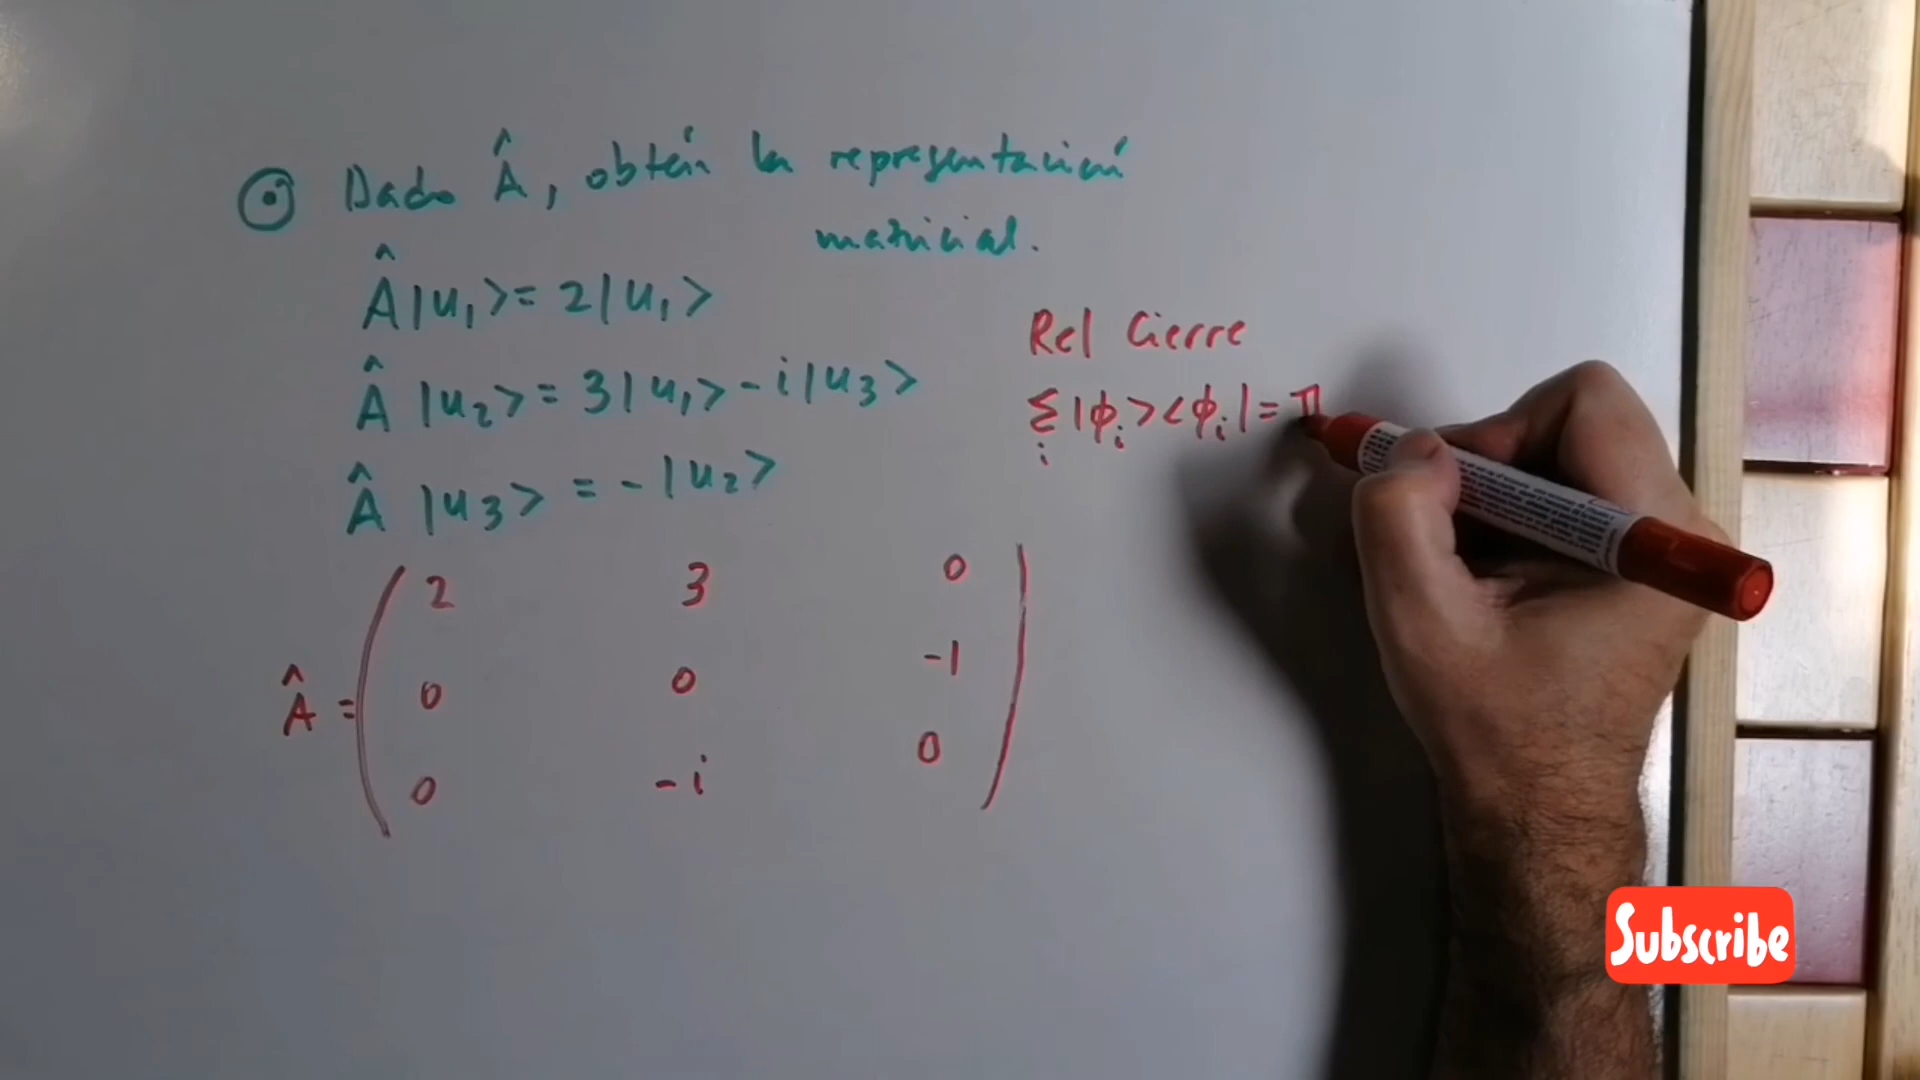 Dado Â, obtén la representación
matricial.
Â|u₁> = 2|u₁>
Â |u₂> = 3|u₁> - i|u₃>
Â |u₃> = -|u₂>
Rel Cierre
Σ |ϕᵢ><ϕᵢ| = 𝟙
i
2 3 0
Â = 0 0 -1
0 -i 0
Subscribe